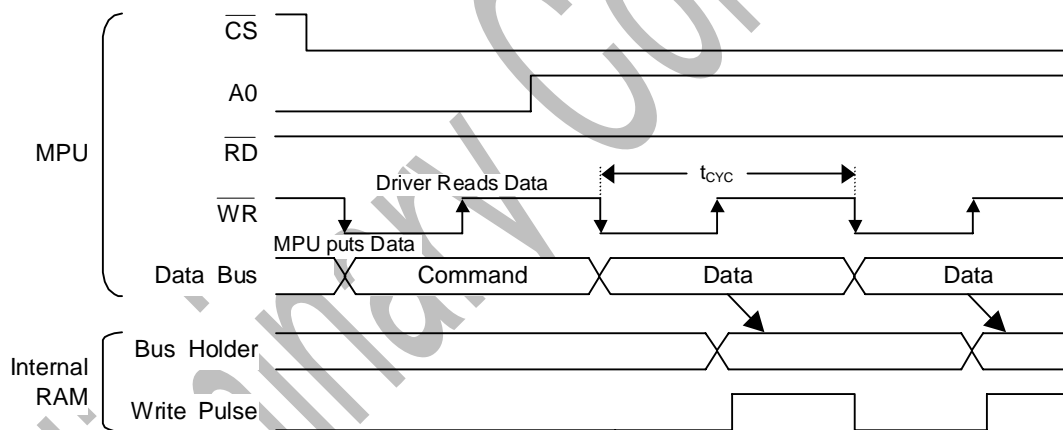 CS
A0
MPU
RD
Driver Reads Data
tCYC
WR
MPU puts Data
Data Bus
Command
Data
Data
Bus Holder
Internal
RAM
Write Pulse